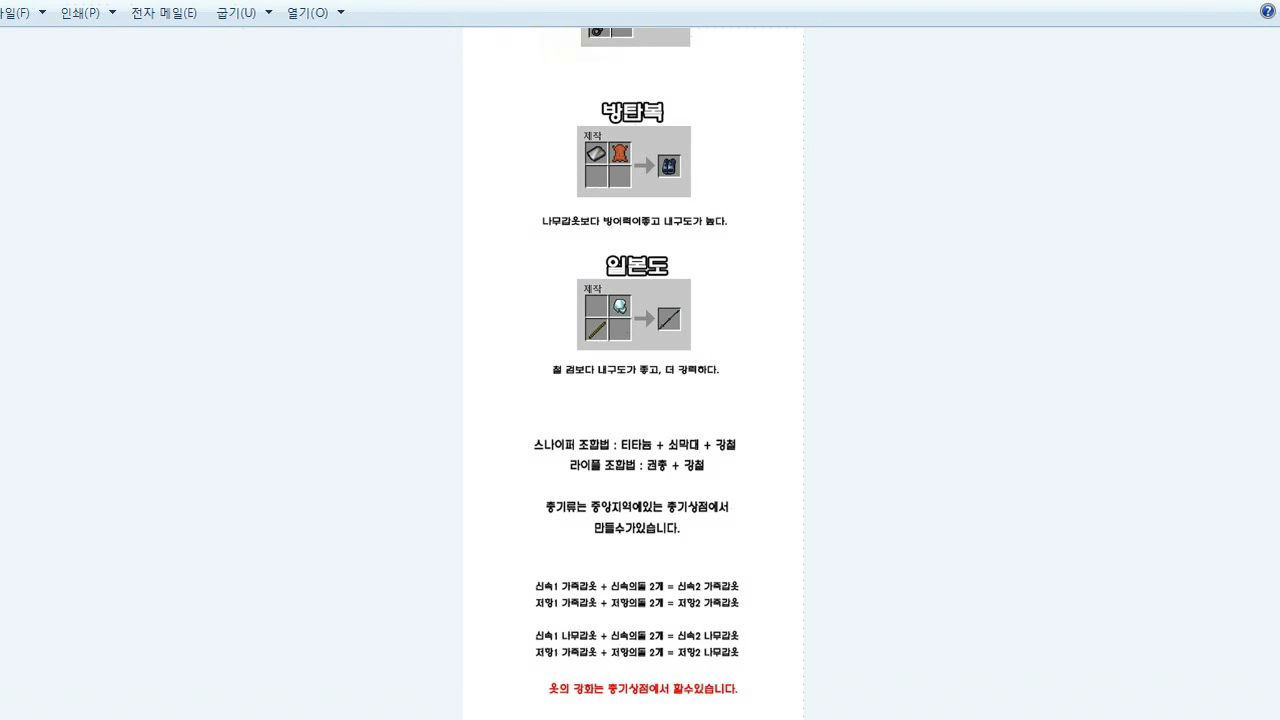 일(F) 인쇄(P) 전자 메일(E) 굽기(U) 열기(O)
방탄복
제작
나무갑옷보다 방어력이좋고 내구도가 높다.
일본도
제작
철 검보다 내구도가 좋고, 더 강력하다.
스나이퍼 조합법 : 티타늄 + 쇠막대 + 강철
라이플 조합법 : 권총 + 강철
총기류는 중앙지역에있는 총기상점에서
만들수가있습니다.
신속1 가죽갑옷 + 신속의돌 2개 = 신속2 가죽갑옷
저항1 가죽갑옷 + 저항의돌 2개 = 저항2 가죽갑옷
신속1 나무갑옷 + 신속의돌 2개 = 신속2 나무갑옷
저항1 가죽갑옷 + 저항의돌 2개 = 저항2 나무갑옷
옷의 강화는 총기상점에서 할수있습니다.